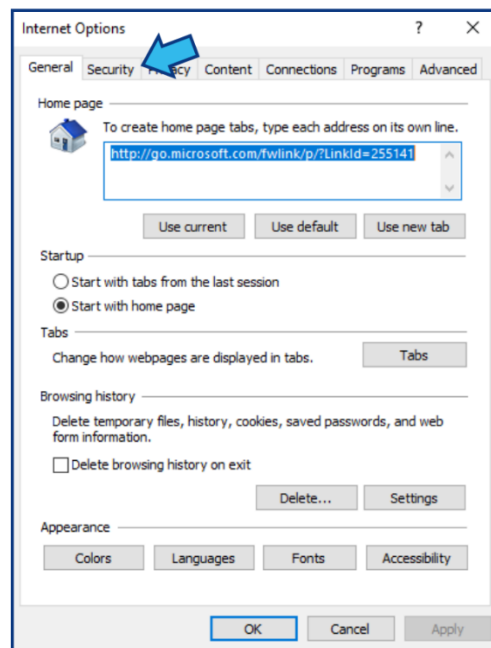 Internet Options
?
General Security Privacy Content Connections Programs Advanced
Home page
To create home page tabs, type each address on its own line.
http://go.microsoft.com/fwlink/p/?LinkId=255141
Use current Use default Use new tab
Startup
Start with tabs from the last session
Start with home page
Tabs
Change how webpages are displayed in tabs. Tabs
Browsing history
Delete temporary files, history, cookies, saved passwords, and web
form information.
Delete browsing history on exit
Delete... Settings
Appearance
Colors Languages Fonts Accessibility
OK Cancel Apply